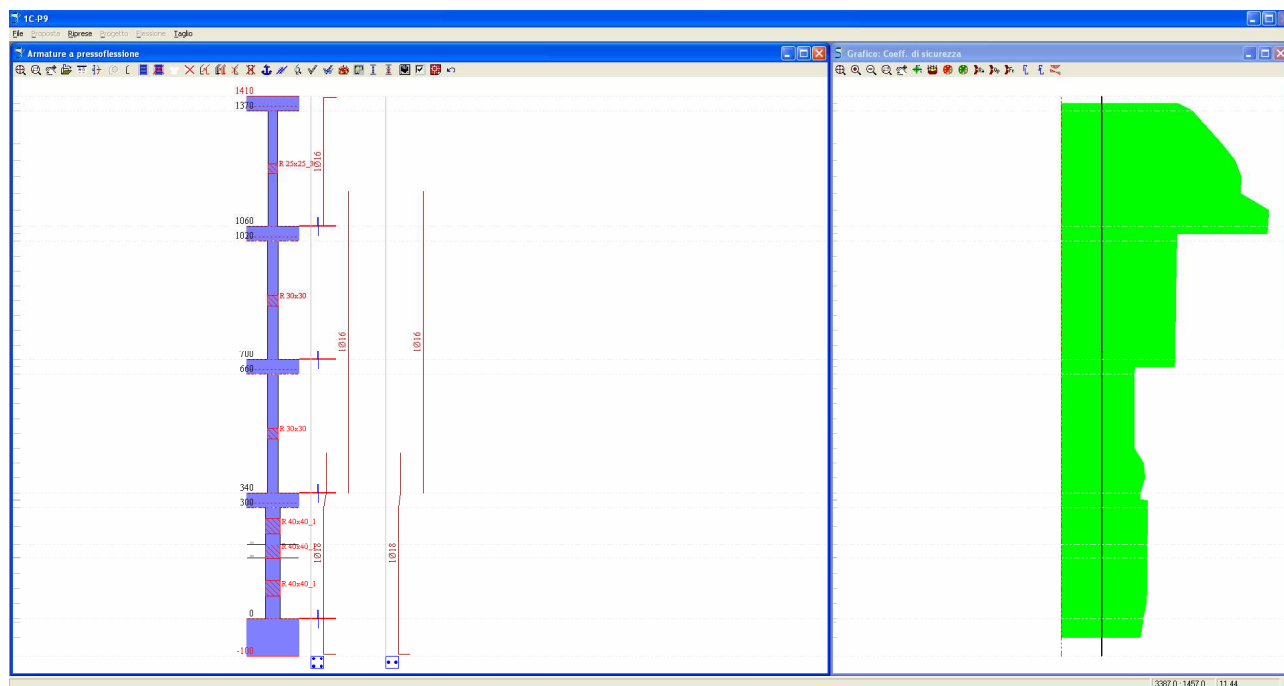 1C-P9
File Proposta Riprese Progetto Flessione Taglio
Armature a pressoflessione
Grafico: Coeff. di sicurezza
1410
1370
R 25x25_3
1Ø16
1060
1020
R 30x30
1Ø16
1Ø16
700
660
R 30x30
340
300
R 40x40_1
R 40x40_1
R 40x40_1
1Ø18
1Ø18
0
-100
3387.0 ; 1457.0
11.44